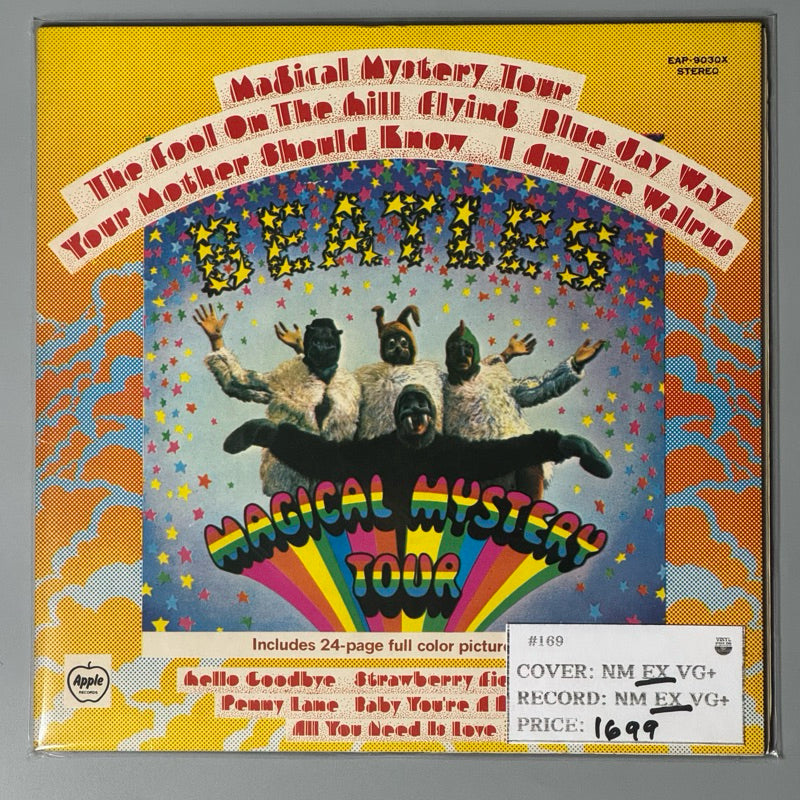 EAP-9030X
STEREO
Magical Mystery Tour
The Fool On The hill flying Blue Jay Way
Your Mother Should Know I Am The Walrus
BEATLES
MAGICAL MYSTERY
TOUR
Includes 24-page full color picture
hello Goodbye Strawberry
Penny Lane Baby You're A
All You Need Is Love
Apple
RECORDS
#169
COVER: NM EX VG+
RECORD: NM EX VG+
PRICE: 1699